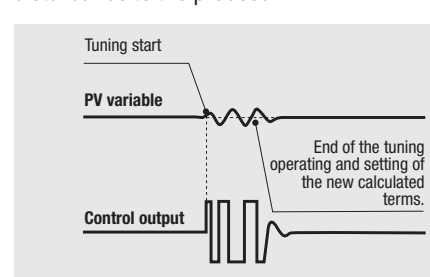 Tuning start
PV variable
End of the tuning
operating and setting of
the new calculated
terms.
Control output